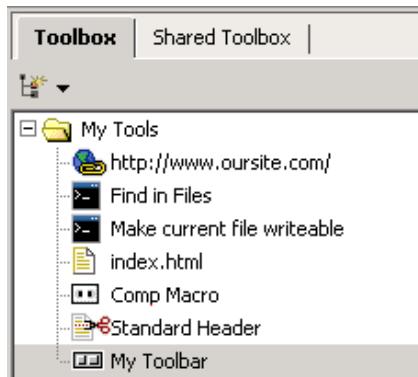 Toolbox Shared Toolbox
My Tools
http://www.oursite.com/
Find in Files
Make current file writeable
index.html
Comp Macro
Standard Header
My Toolbar